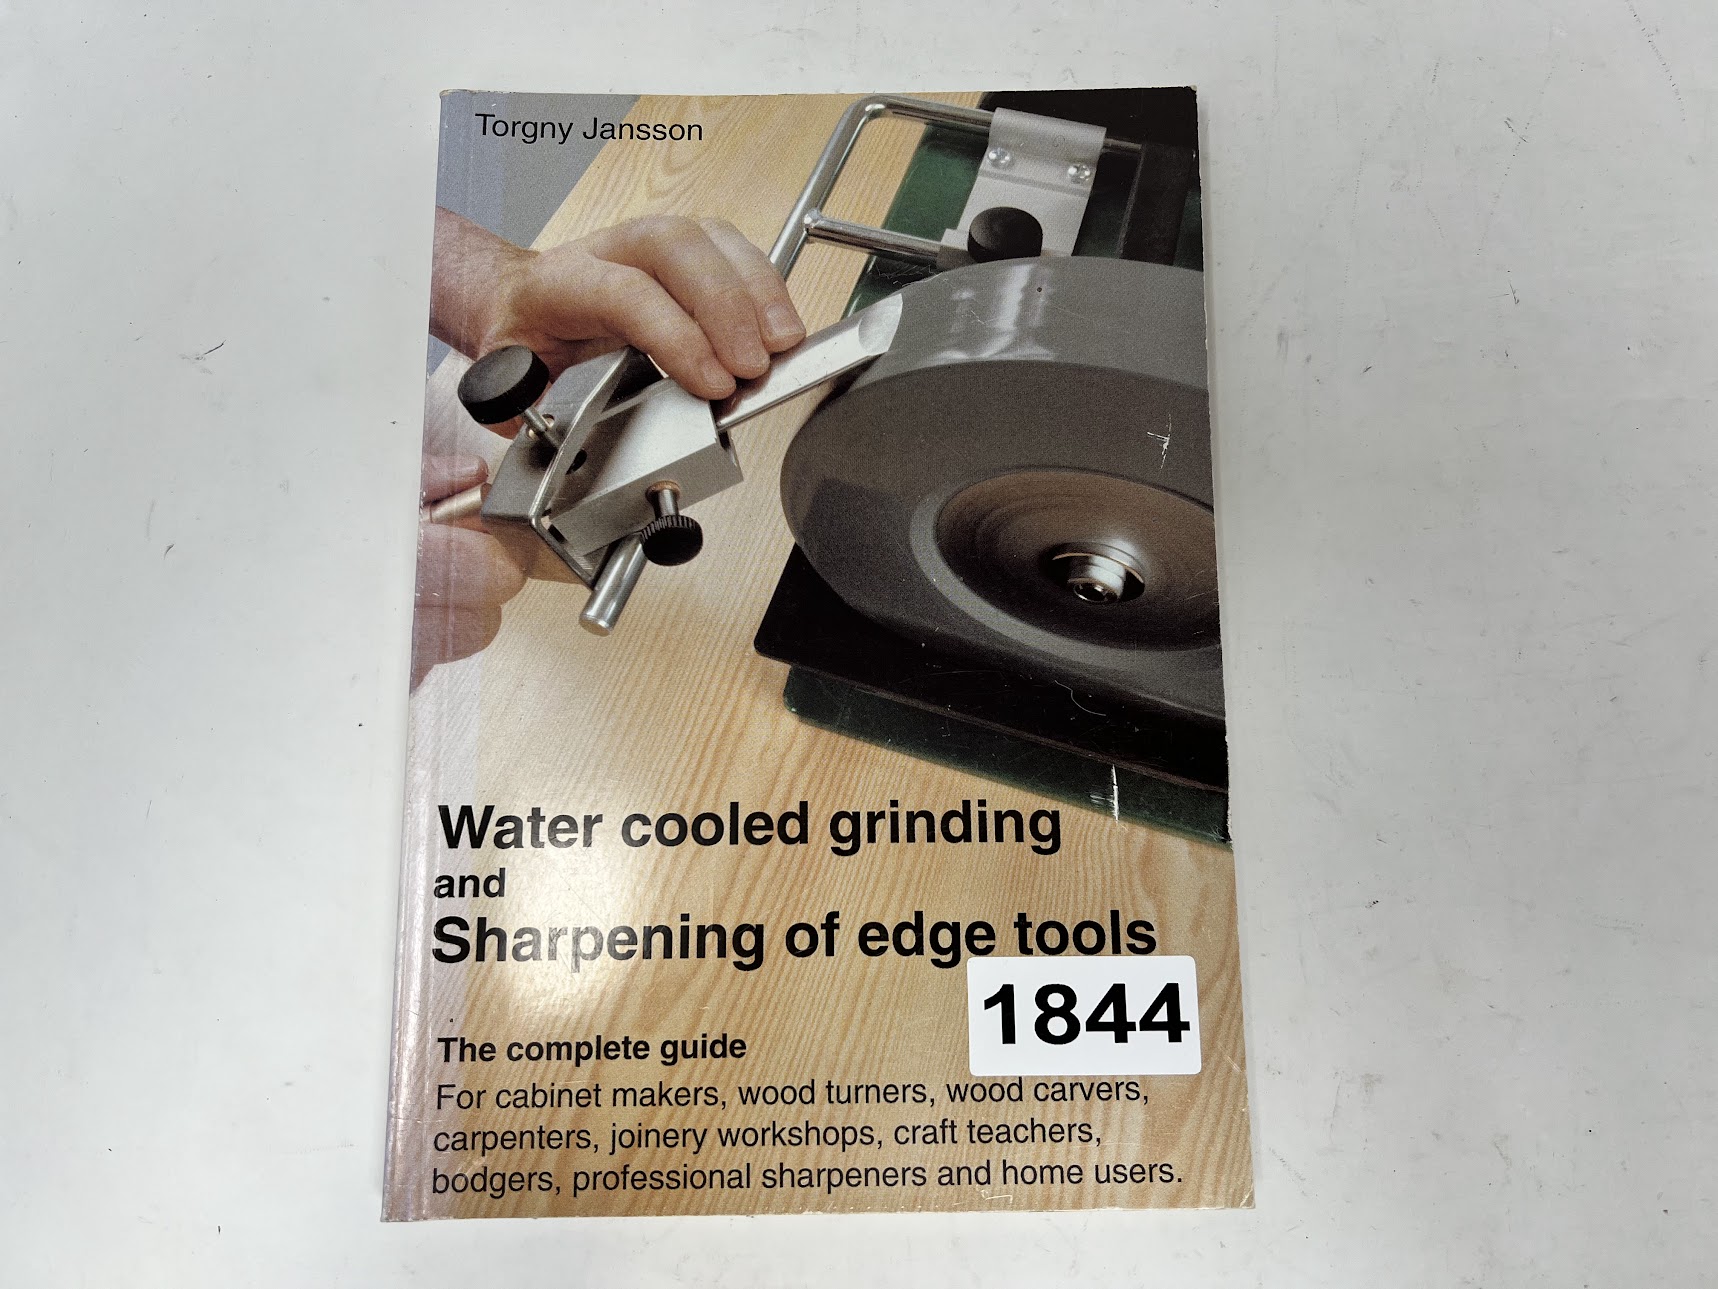 Torgny Jansson
Water cooled grinding
and
Sharpening of edge tools
1844
The complete guide
For cabinet makers, wood turners, wood carvers,
carpenters, joinery workshops, craft teachers,
bodgers, professional sharpeners and home users.